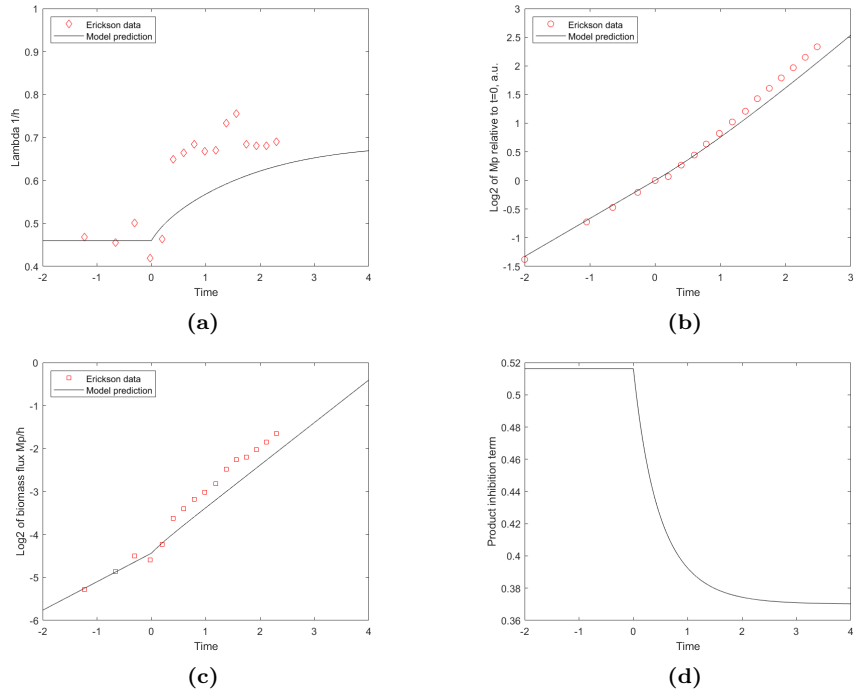 1
0.9
0.8
0.7
0.6
0.5
0.4
Lambda 1/h
Erickson data
Model prediction
-2 -1 0 1 2 3 4
Time
(a)
3
2.5
2
1.5
1
0.5
0
-0.5
-1
-1.5
Log2 of Mp relative to t=0, a.u.
Erickson data
Model prediction
-2 -1 0 1 2 3
Time
(b)
0
-1
-2
-3
-4
-5
-6
Log2 of biomass flux Mp/h
Erickson data
Model prediction
-2 -1 0 1 2 3 4
Time
(c)
0.52
0.5
0.48
0.46
0.44
0.42
0.4
0.38
0.36
Product inhibition term
-2 -1 0 1 2 3 4
Time
(d)